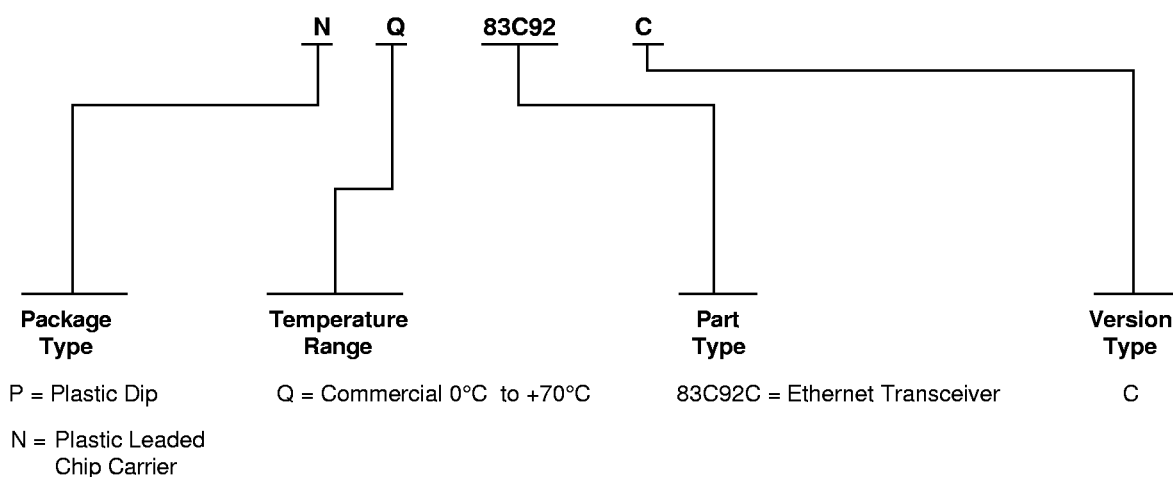 N Q 83C92 C
Package Type
Temperature Range
Part Type
Version Type
P = Plastic Dip
N = Plastic Leaded
Chip Carrier
Q = Commercial 0°C to +70°C
83C92C = Ethernet Transceiver
C